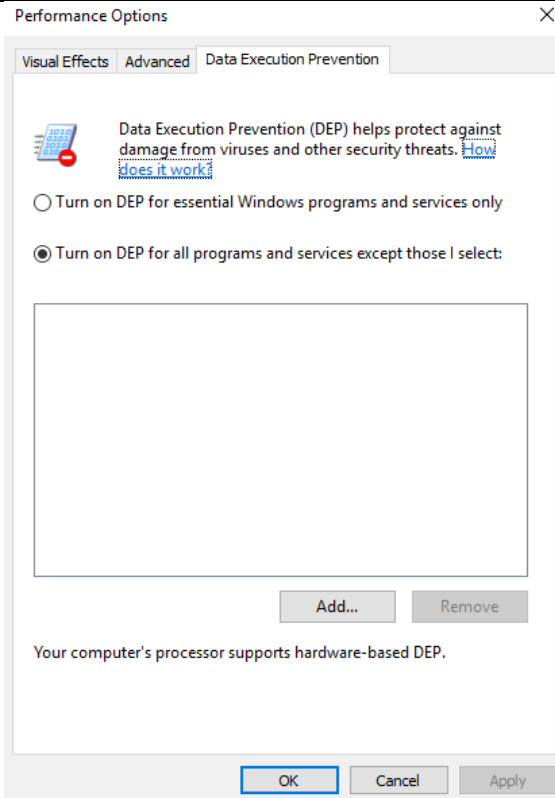 Performance Options
Visual Effects Advanced Data Execution Prevention
Data Execution Prevention (DEP) helps protect against
damage from viruses and other security threats. How
does it work?
Turn on DEP for essential Windows programs and services only
Turn on DEP for all programs and services except those I select:
Add... Remove
Your computer's processor supports hardware-based DEP.
OK Cancel Apply